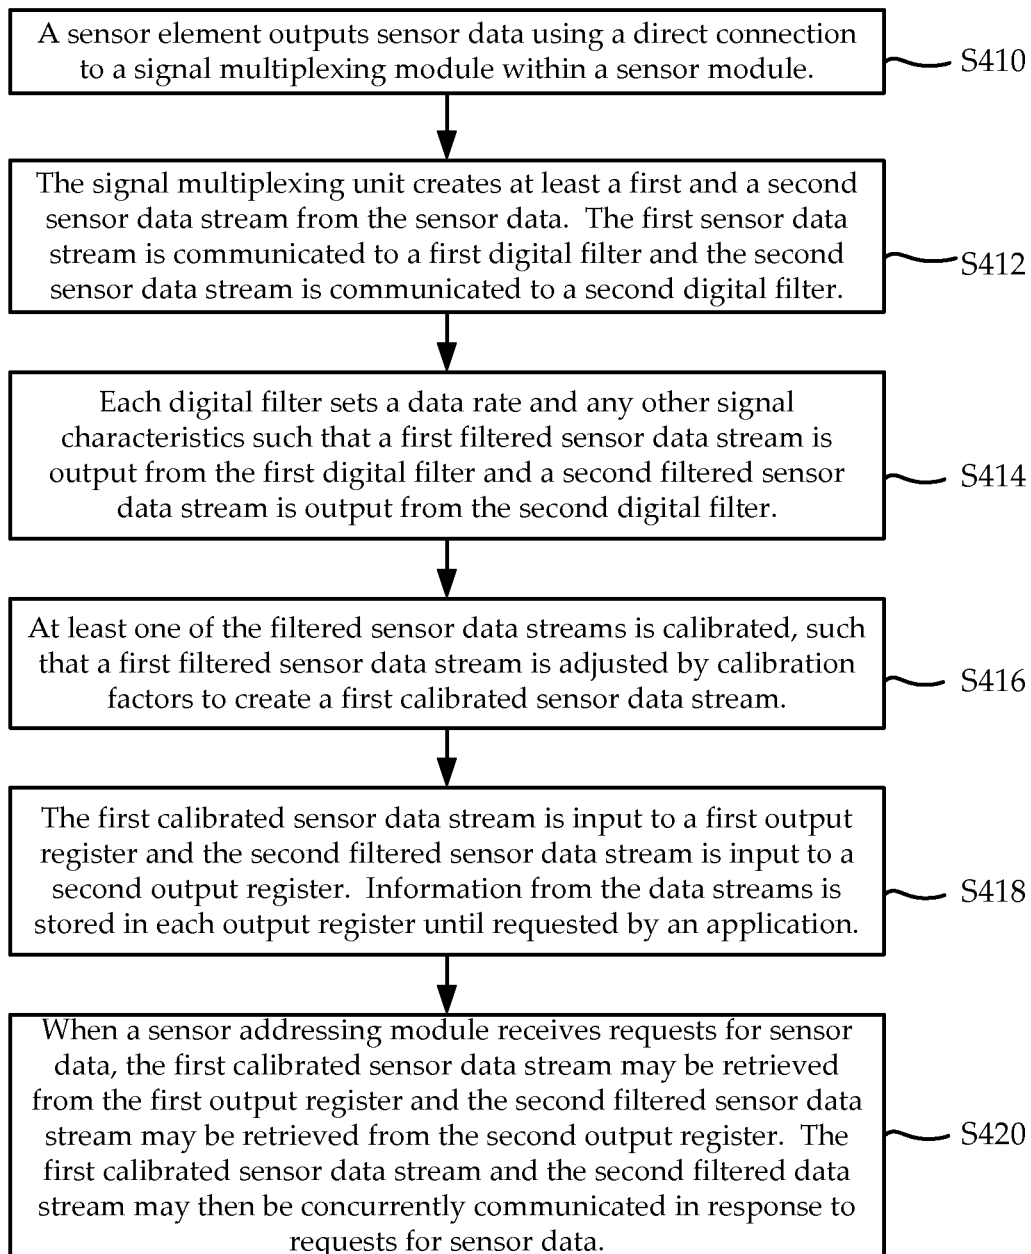 A sensor element outputs sensor data using a direct connection
to a signal multiplexing module within a sensor module.
S410
The signal multiplexing unit creates at least a first and a second
sensor data stream from the sensor data.  The first sensor data
stream is communicated to a first digital filter and the second
sensor data stream is communicated to a second digital filter.
S412
Each digital filter sets a data rate and any other signal
characteristics such that a first filtered sensor data stream is
output from the first digital filter and a second filtered sensor
data stream is output from the second digital filter.
S414
At least one of the filtered sensor data streams is calibrated, such
that a first filtered sensor data stream is adjusted by calibration
factors to create a first calibrated sensor data stream.
S416
The first calibrated sensor data stream is input to a first output
register and the second filtered sensor data stream is input to a
second output register.  Information from the data streams is
stored in each output register until requested by an application.
S418
When a sensor addressing module receives requests for sensor
data, the first calibrated sensor data stream may be retrieved
from the first output register and the second filtered sensor data
stream may be retrieved from the second output register.  The
first calibrated sensor data stream and the second filtered data
stream may then be concurrently communicated in response to
requests for sensor data.
S420